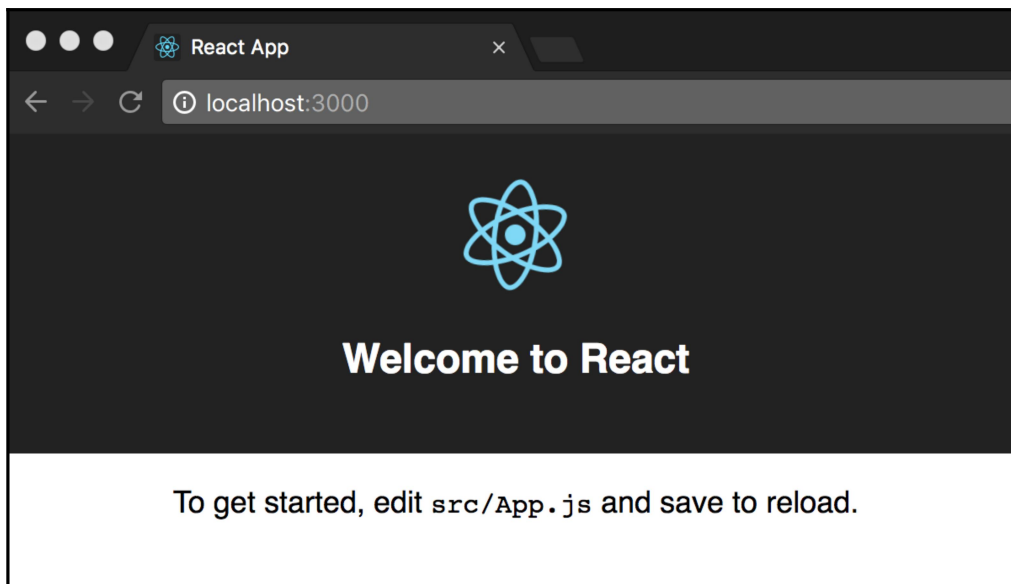 React App
localhost:3000
Welcome to React
To get started, edit src/App.js and save to reload.